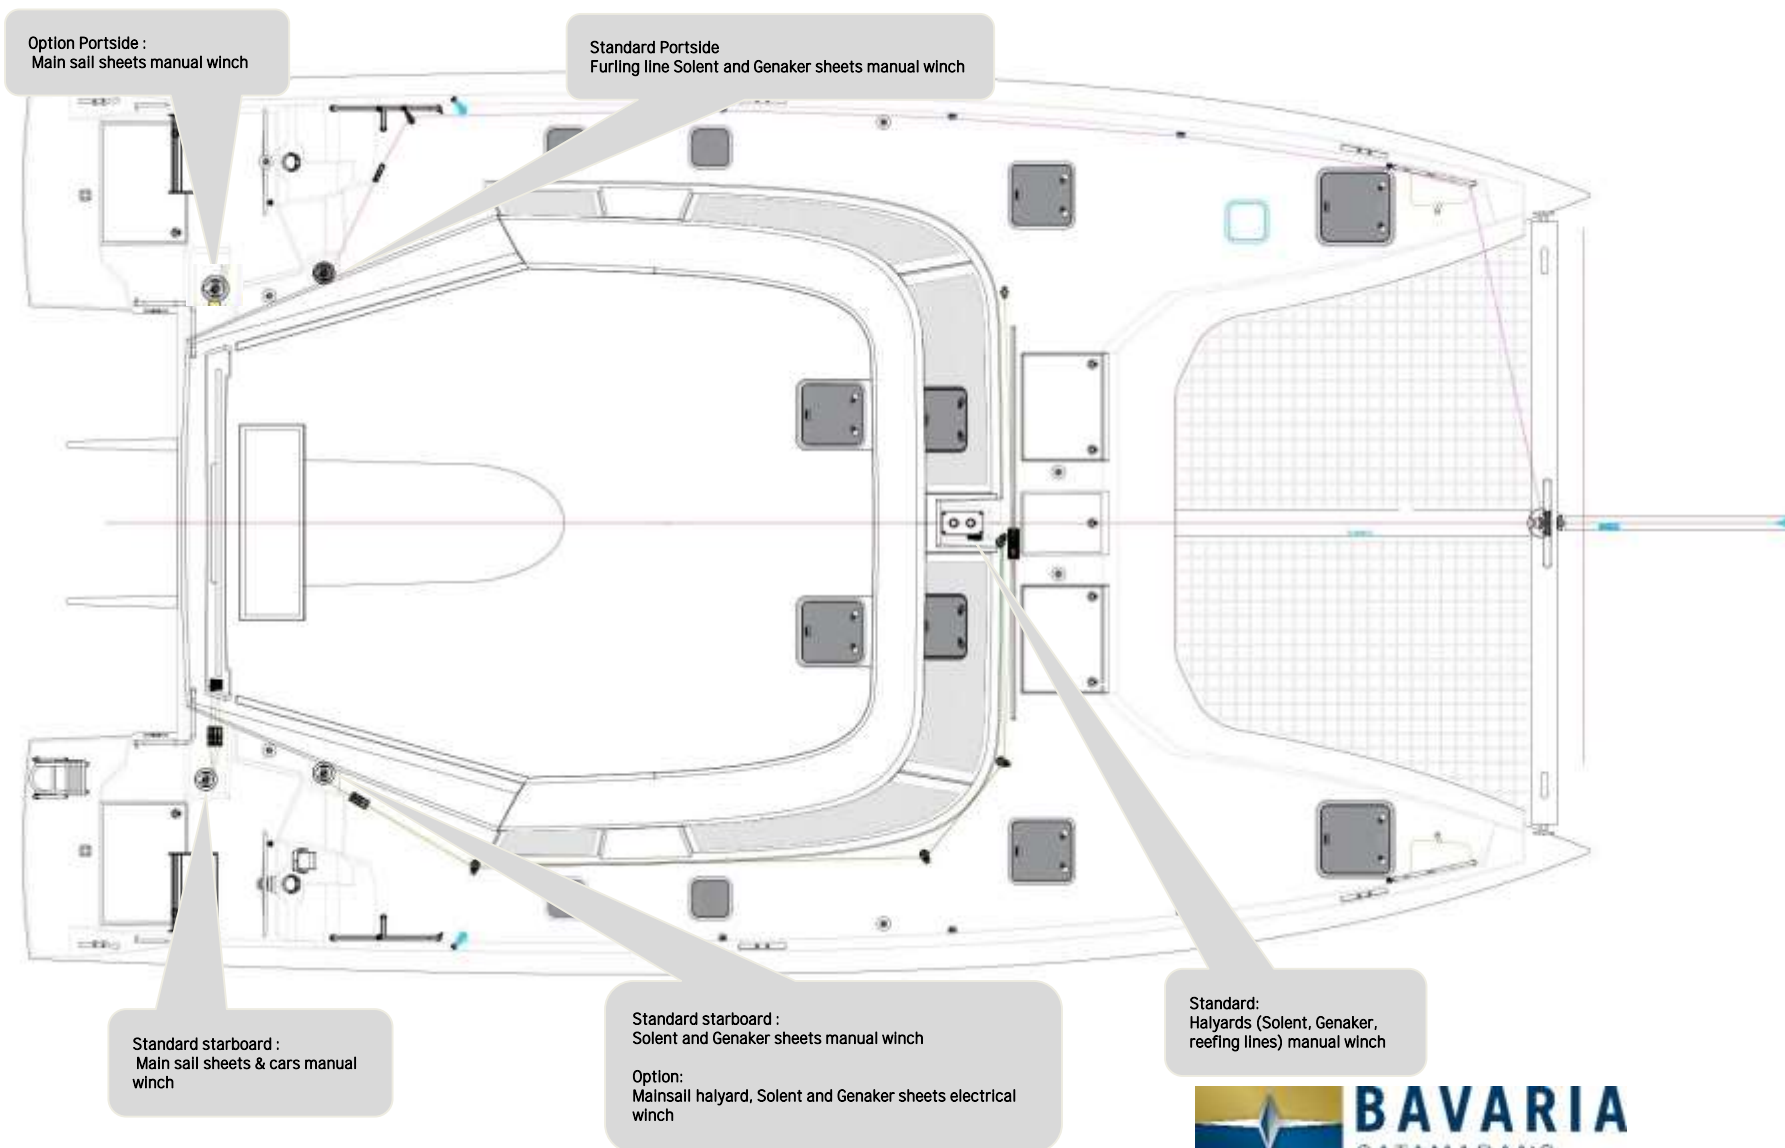 Option Portside :
Main sail sheets manual winch
Standard Portside
Furling line Solent and Genaker sheets manual winch
Standard starboard :
Main sail sheets & cars manual
winch
Standard starboard :
Solent and Genaker sheets manual winch
Option:
Mainsail halyard, Solent and Genaker sheets electrical
winch
Standard:
Halyards (Solent, Genaker,
reefing lines) manual winch
BAVARIA
CATAMARANS